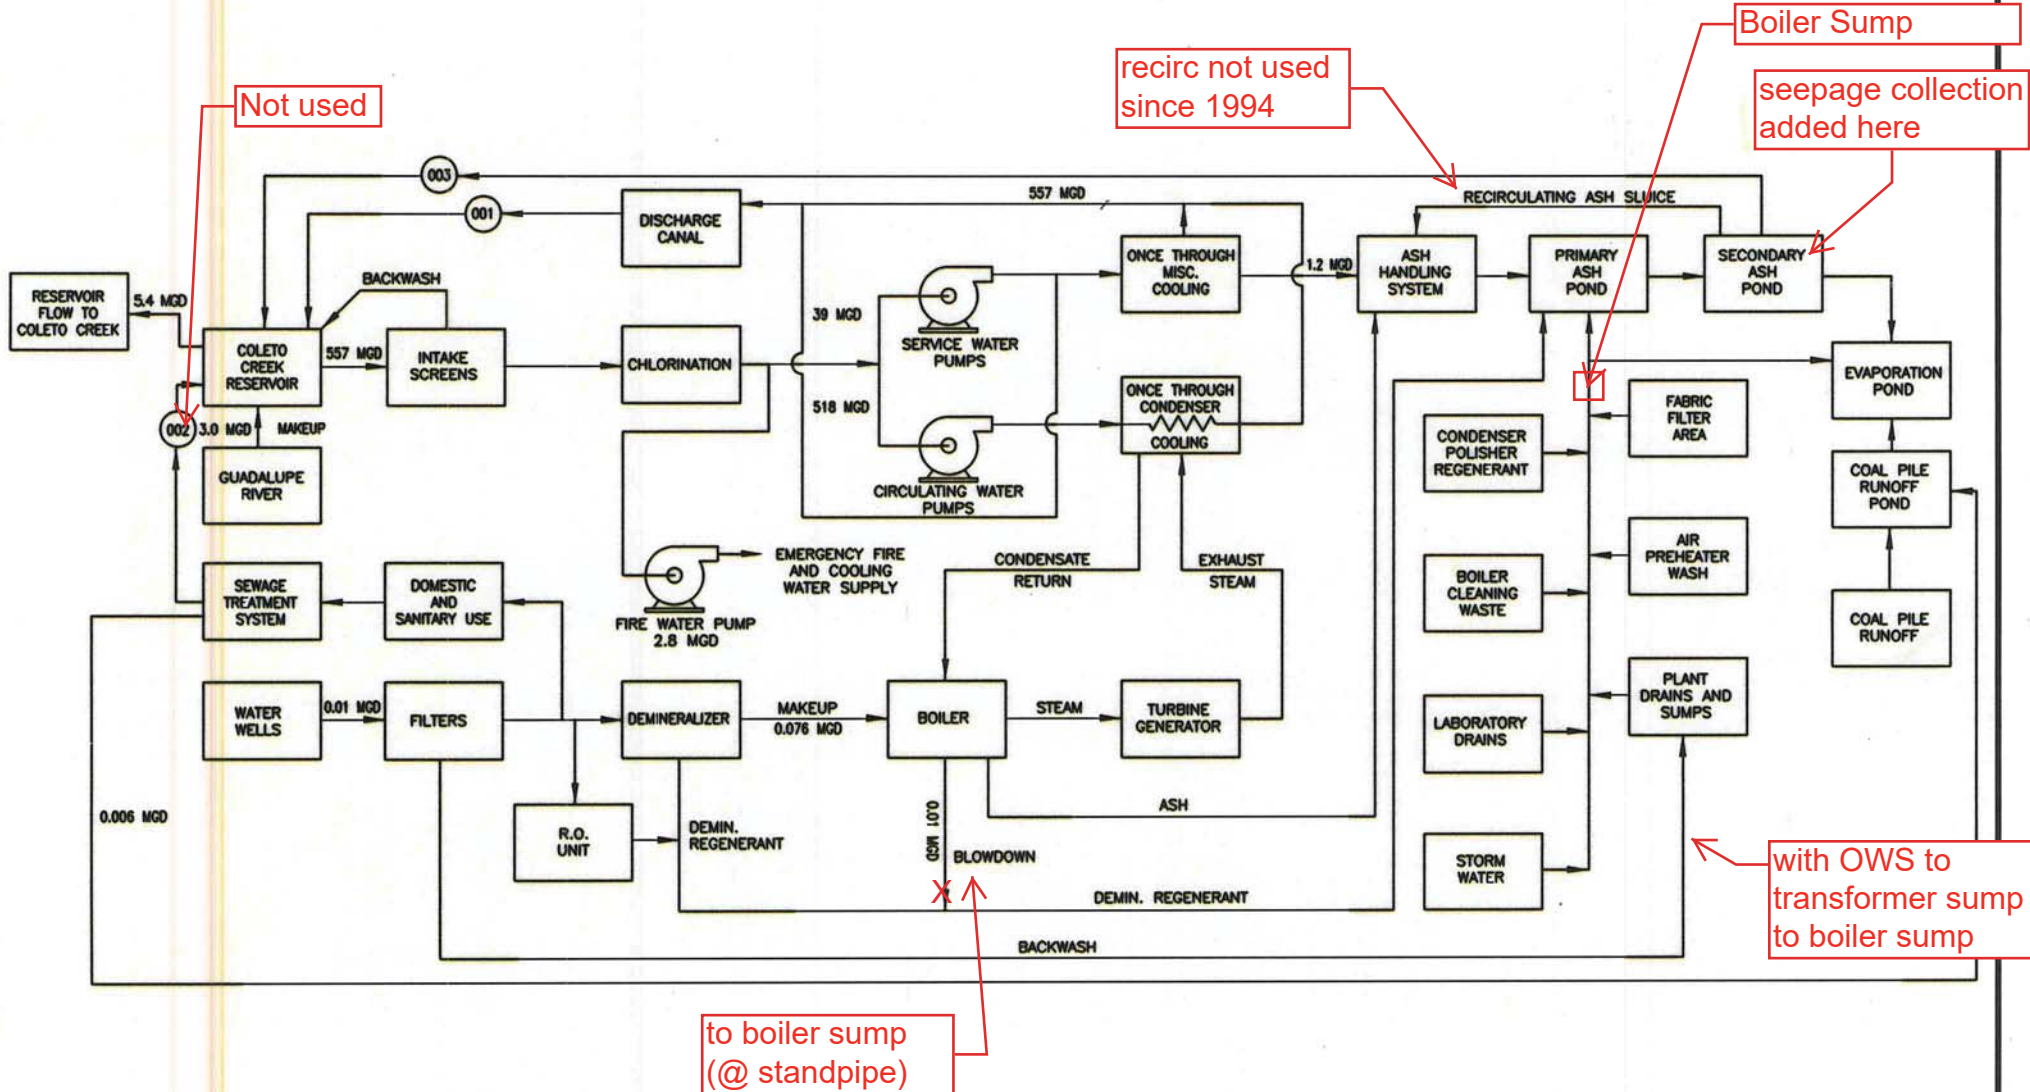 Boiler Sump
recirc not used
since 1994
seepage collection
added here
Not used
003
557 MGD
RECIRCULATING ASH SLUICE
001
DISCHARGE
CANAL
BACKWASH
ONCE THROUGH
MISC.
COOLING
1.2 MGD
ASH
HANDLING
SYSTEM
PRIMARY
ASH
POND
SECONDARY
ASH
POND
RESERVOIR
FLOW TO
COLETO CREEK
5.4 MGD
39 MGD
SERVICE WATER
PUMPS
COLETO
CREEK
RESERVOIR
557 MGD
INTAKE
SCREENS
CHLORINATION
EVAPORATION
POND
518 MGD
ONCE THROUGH
CONDENSER
COOLING
FABRIC
FILTER
AREA
002
3.0 MGD
MAKEUP
CONDENSER
POLISHER
REGENERANT
GUADALUPE
RIVER
CIRCULATING WATER
PUMPS
COAL PILE
RUNOFF
POND
AIR
PREHEATER
WASH
EMERGENCY FIRE
AND COOLING
WATER SUPPLY
CONDENSATE
RETURN
EXHAUST
STEAM
SEWAGE
TREATMENT
SYSTEM
DOMESTIC
AND
SANITARY USE
FIRE WATER PUMP
2.8 MGD
BOILER
CLEANING
WASTE
COAL PILE
RUNOFF
WATER
WELLS
0.01 MGD
FILTERS
DEMINERALIZER
MAKEUP
0.076 MGD
BOILER
STEAM
TURBINE
GENERATOR
LABORATORY
DRAINS
PLANT
DRAINS AND
SUMPS
0.006 MGD
R.O.
UNIT
DEMIN.
REGENERANT
0.01 MGD
BLOWDOWN
ASH
STORM
WATER
with OWS to
transformer sump
to boiler sump
X
DEMIN. REGENERANT
BACKWASH
to boiler sump
(@ standpipe)